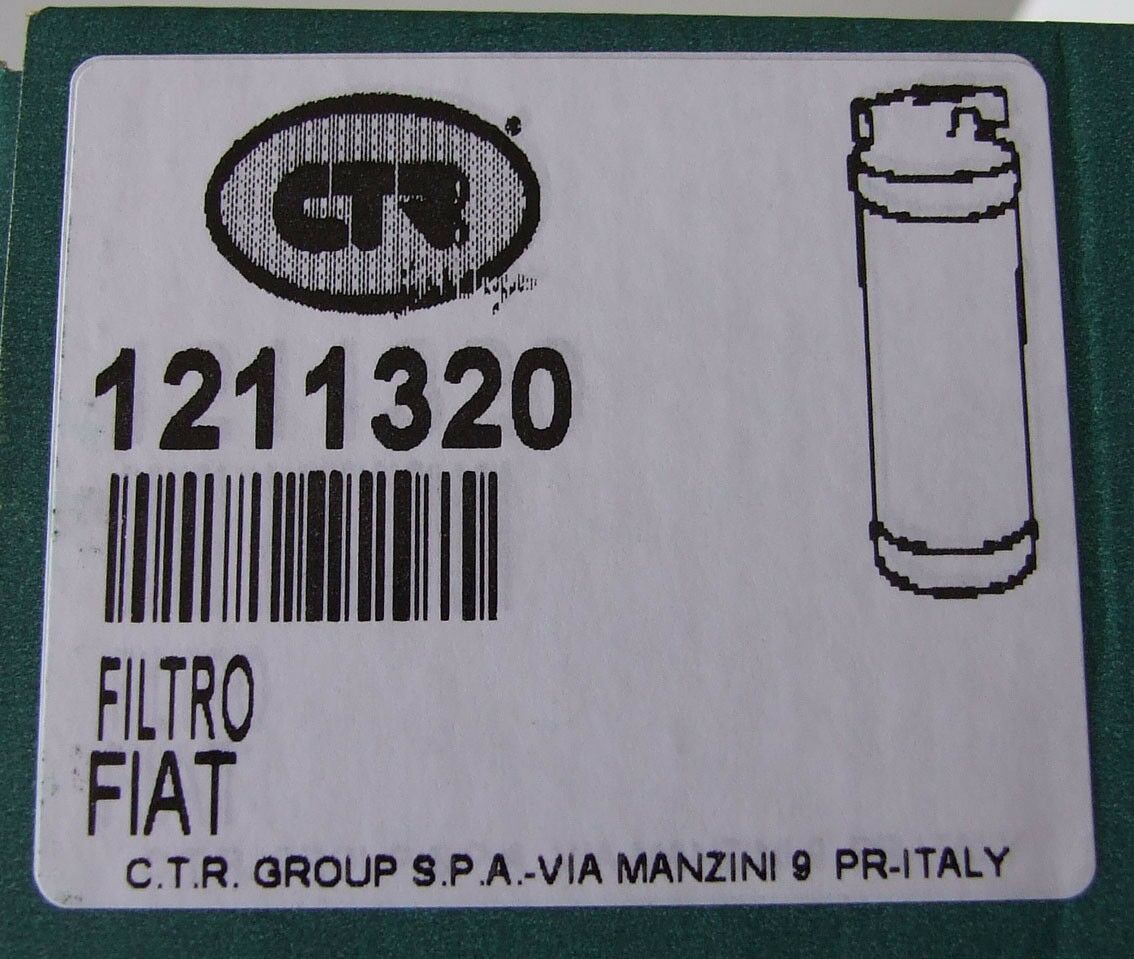 CTR
1211320
FILTRO
FIAT
C.T.R. GROUP S.P.A.-VIA MANZINI 9 PR-ITALY